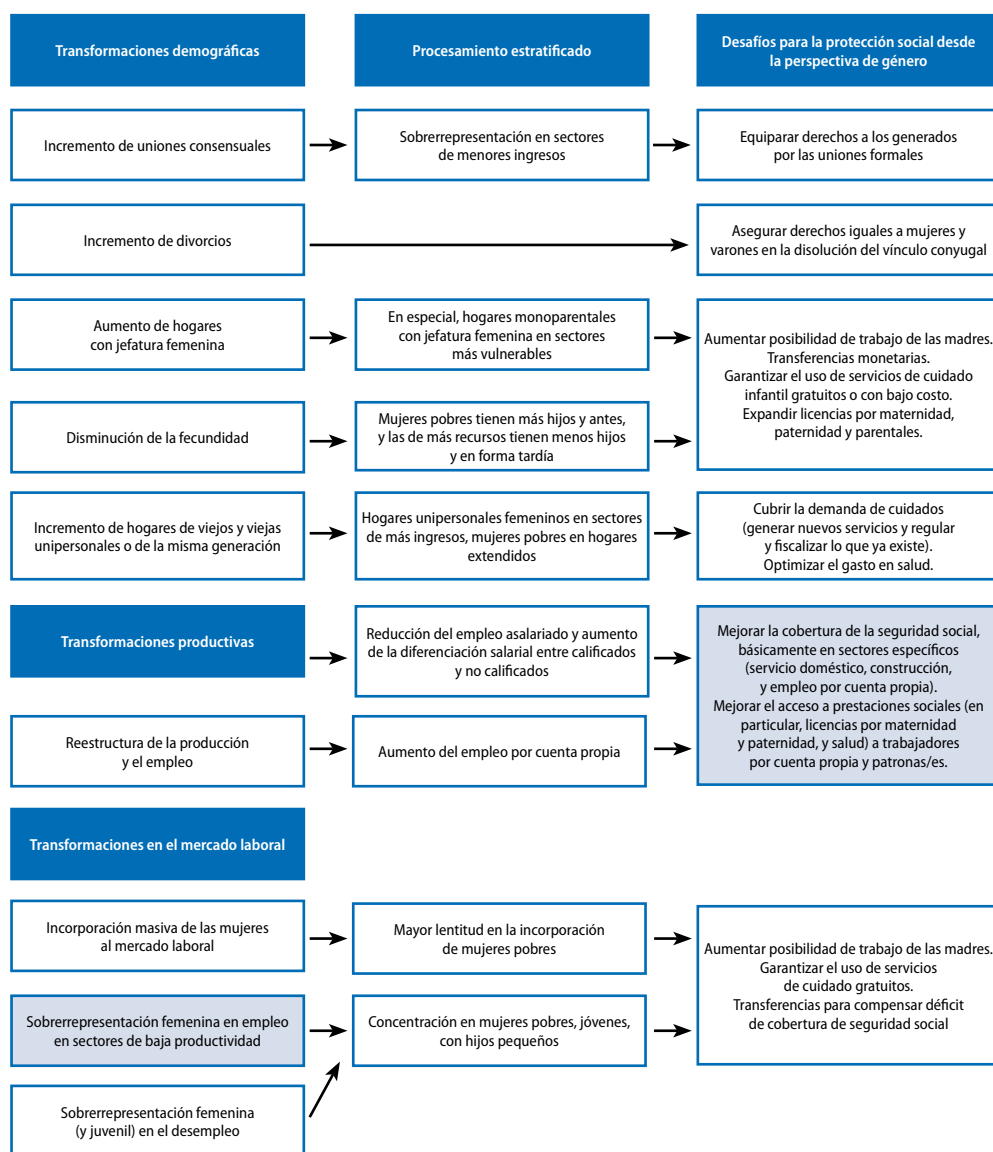 Transformaciones demográficas
Procesamiento estratificado
Desafíos para la protección social desde
la perspectiva de género
Incremento de uniones consensuales
Sobrerrepresentación en sectores
de menores ingresos
Equiparar derechos a los generados
por las uniones formales
Incremento de divorcios
Asegurar derechos iguales a mujeres y
varones en la disolución del vínculo conyugal
Aumento de hogares
con jefatura femenina
En especial, hogares monoparentales
con jefatura femenina en sectores
más vulnerables
Aumentar posibilidad de trabajo de las madres.
Transferencias monetarias.
Garantizar el uso de servicios de cuidado
infantil gratuitos o con bajo costo.
Expandir licencias por maternidad,
paternidad y parentales.
Disminución de la fecundidad
Mujeres pobres tienen más hijos y antes,
y las de más recursos tienen menos hijos
y en forma tardía
Incremento de hogares de viejos y viejas
unipersonales o de la misma generación
Hogares unipersonales femeninos en sectores
de más ingresos, mujeres pobres en hogares
extendidos
Cubrir la demanda de cuidados
(generar nuevos servicios y regular
y fiscalizar lo que ya existe).
Optimizar el gasto en salud.
Transformaciones productivas
Reducción del empleo asalariado y aumento
de la diferenciación salarial entre calificados
y no calificados
Mejorar la cobertura de la seguridad social,
básicamente en sectores específicos
(servicio doméstico, construcción,
y empleo por cuenta propia).
Mejorar el acceso a prestaciones sociales (en
particular, licencias por maternidad
y paternidad, y salud) a trabajadores
por cuenta propia y patronas/es.
Reestructura de la producción
y el empleo
Aumento del empleo por cuenta propia
Transformaciones en el mercado laboral
Incorporación masiva de las mujeres
al mercado laboral
Mayor lentitud en la incorporación
de mujeres pobres
Aumentar posibilidad de trabajo de las madres.
Garantizar el uso de servicios
de cuidado gratuitos.
Transferencias para compensar déficit
de cobertura de seguridad social
Sobrerrepresentación femenina en empleo
en sectores de baja productividad
Concentración en mujeres pobres, jóvenes,
con hijos pequeños
Sobrerrepresentación femenina
(y juvenil) en el desempleo